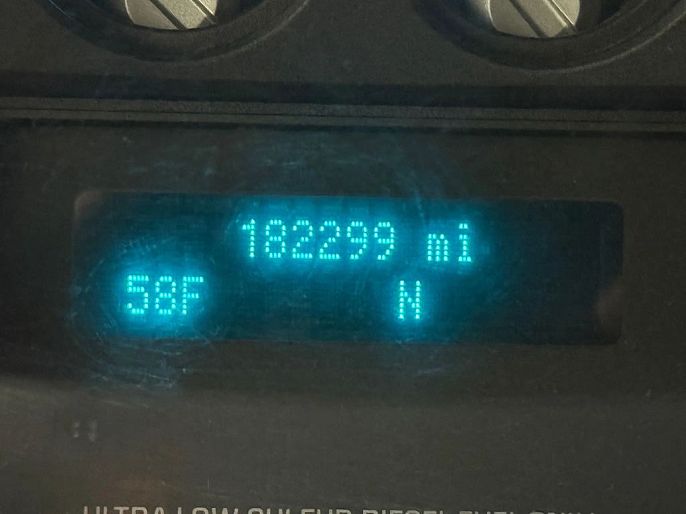 182299 mi
58F N
ULTRA LOW SULFUR DIESEL FUEL ONLY